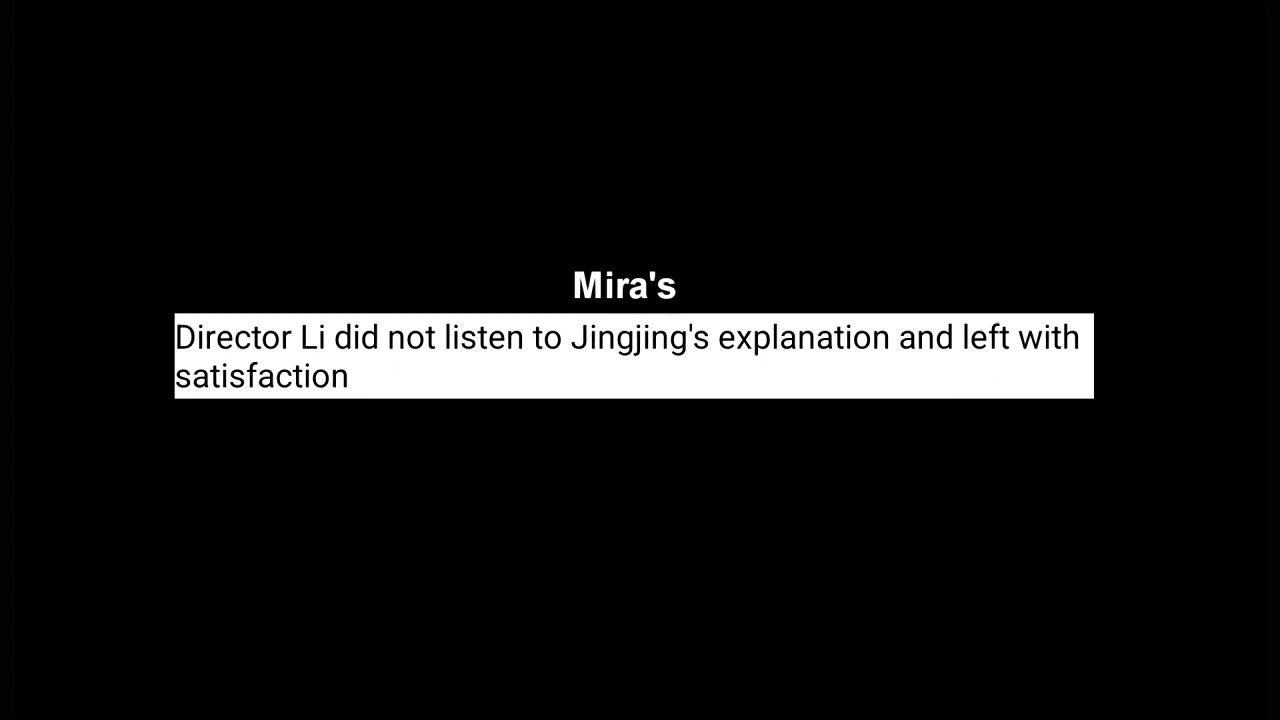 Mira's
Director Li did not listen to Jingjing's explanation and left with
satisfaction